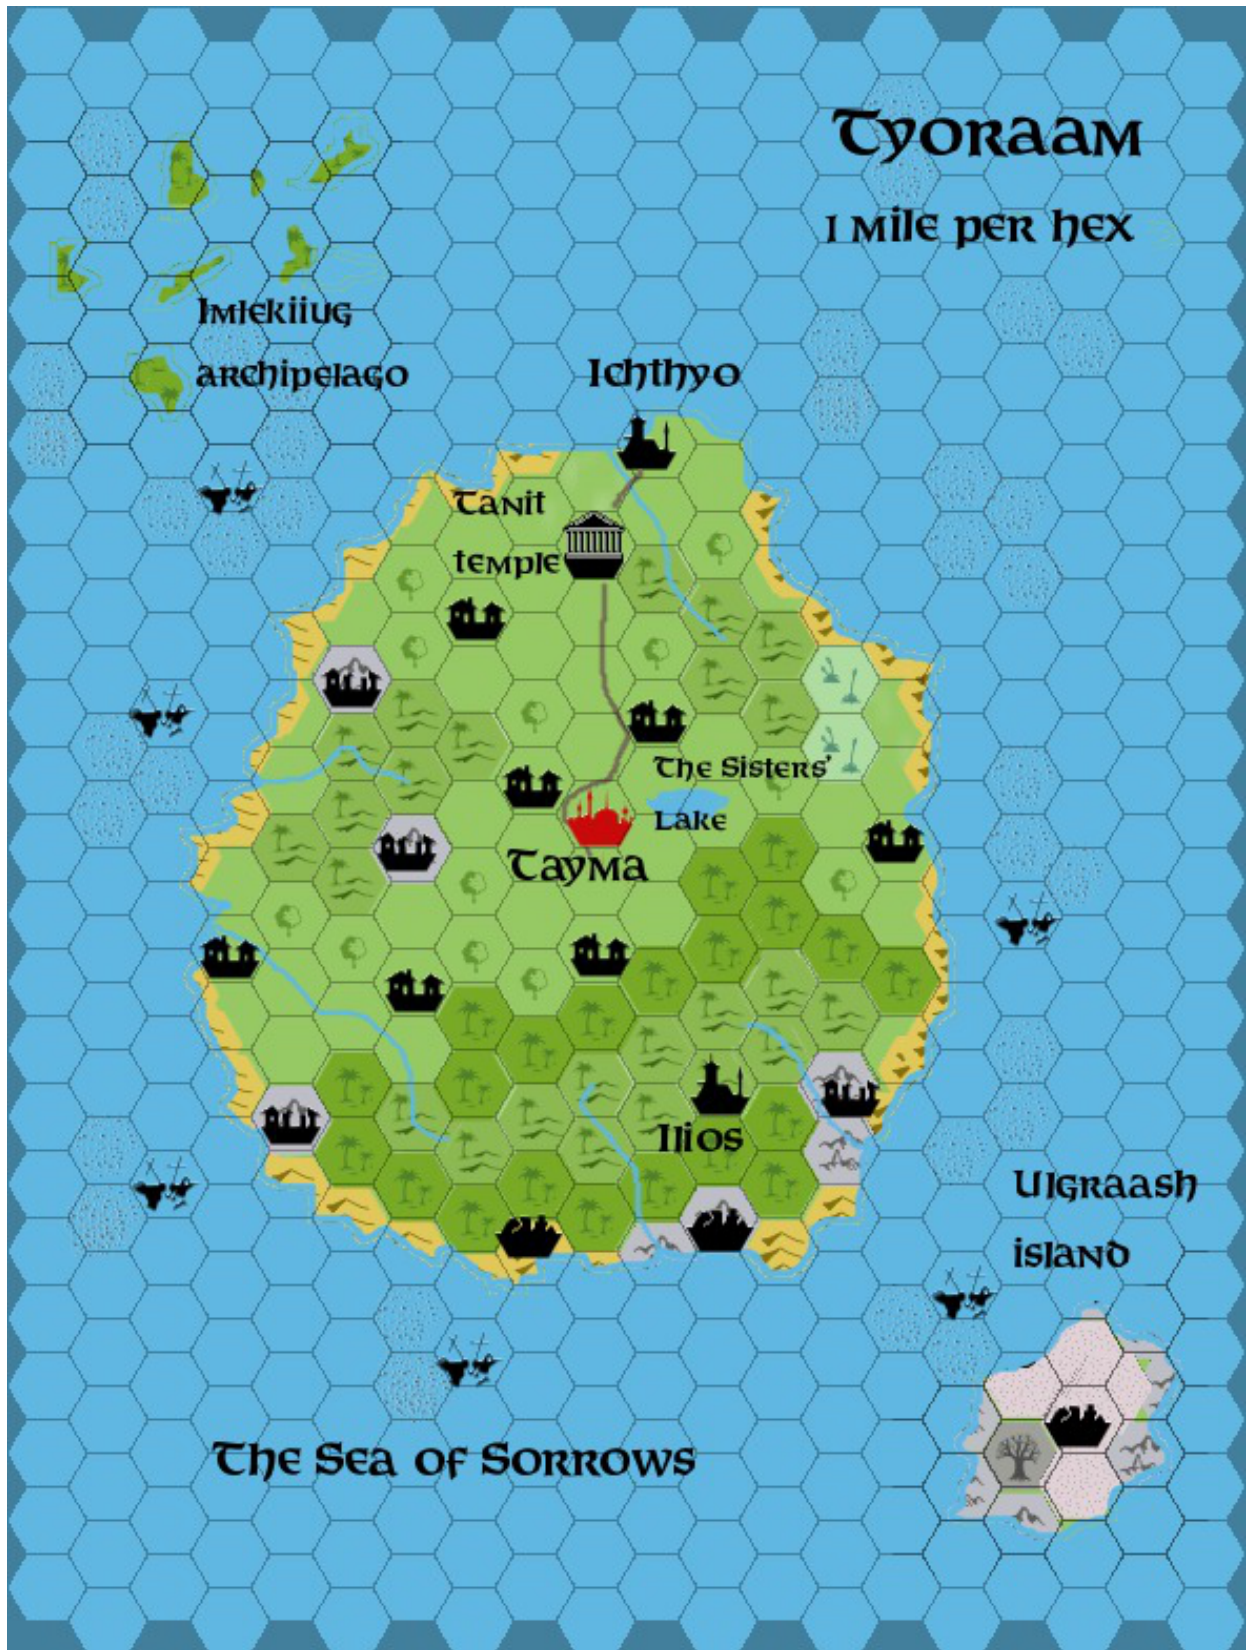 Tyoraam
1 mile per hex
Imlekiiug
archipelago
Ichthyo
Tanit
temple
The Sisters'
Lake
Tayma
Ilios
Ulgraash
island
The Sea of Sorrows